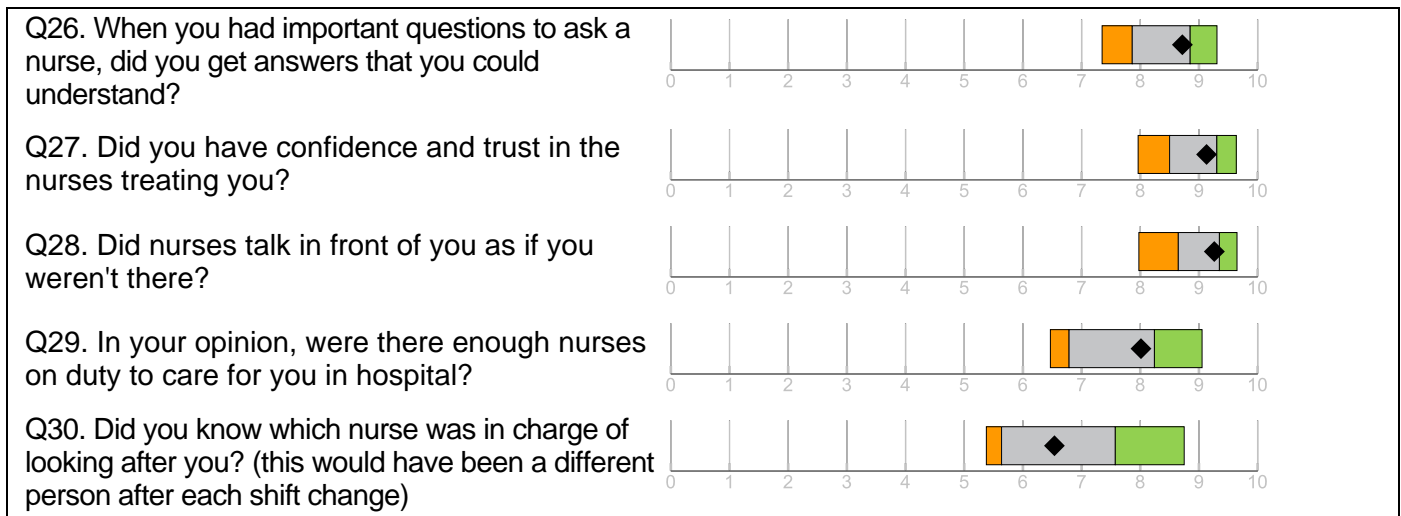 Q26. When you had important questions to ask a
nurse, did you get answers that you could
understand?
0 1 2 3 4 5 6 7 8 9 10
Q27. Did you have confidence and trust in the
nurses treating you?
0 1 2 3 4 5 6 7 8 9 10
Q28. Did nurses talk in front of you as if you
weren't there?
0 1 2 3 4 5 6 7 8 9 10
Q29. In your opinion, were there enough nurses
on duty to care for you in hospital?
0 1 2 3 4 5 6 7 8 9 10
Q30. Did you know which nurse was in charge of
looking after you? (this would have been a different
person after each shift change)
0 1 2 3 4 5 6 7 8 9 10